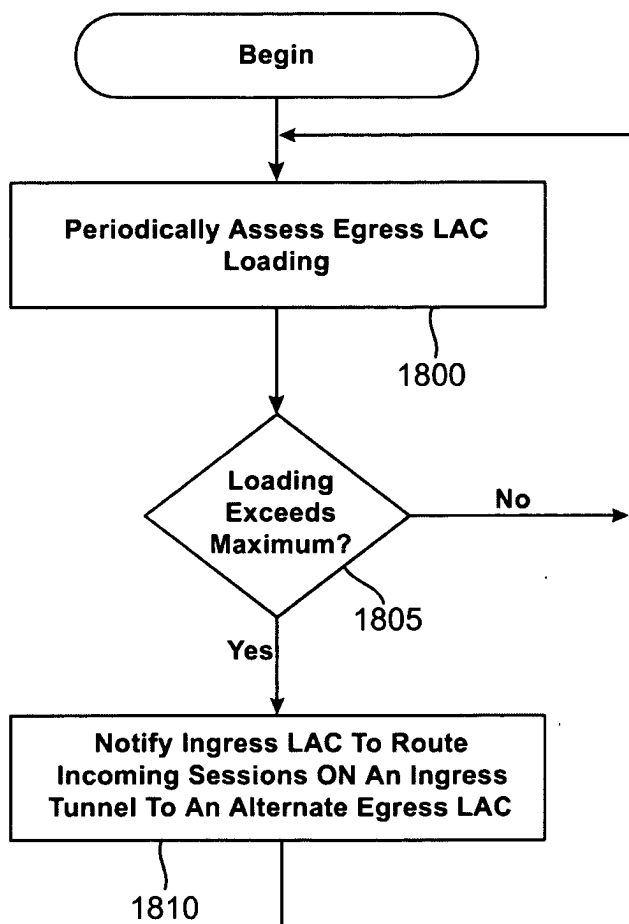 Begin
Periodically Assess Egress LAC
Loading
1800
Loading
Exceeds
Maximum?
No
1805
Yes
Notify Ingress LAC To Route
Incoming Sessions ON An Ingress
Tunnel To An Alternate Egress LAC
1810